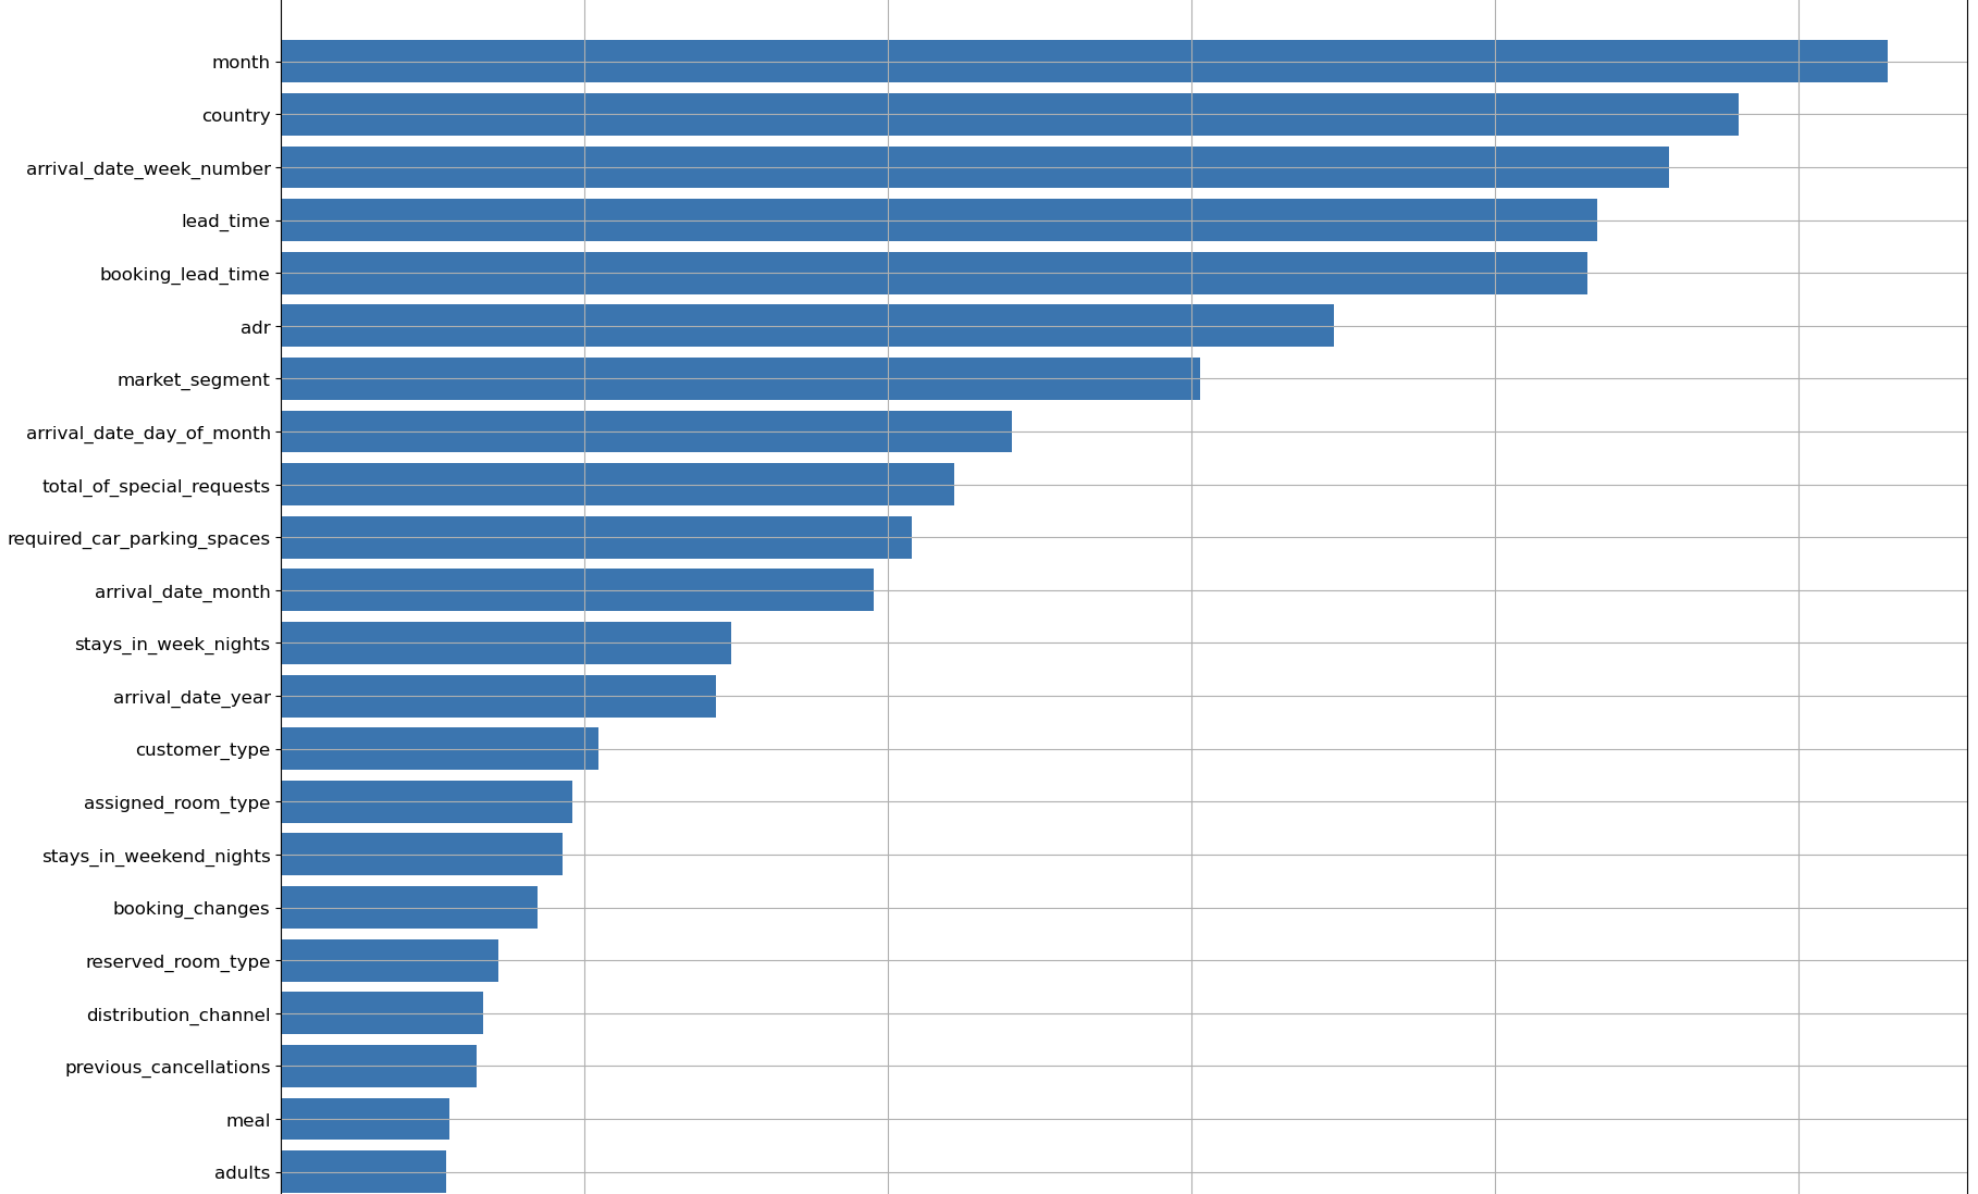 month
country
arrival_date_week_number
lead_time
booking_lead_time
adr
market_segment
arrival_date_day_of_month
total_of_special_requests
required_car_parking_spaces
arrival_date_month
stays_in_week_nights
arrival_date_year
customer_type
assigned_room_type
stays_in_weekend_nights
booking_changes
reserved_room_type
distribution_channel
previous_cancellations
meal
adults